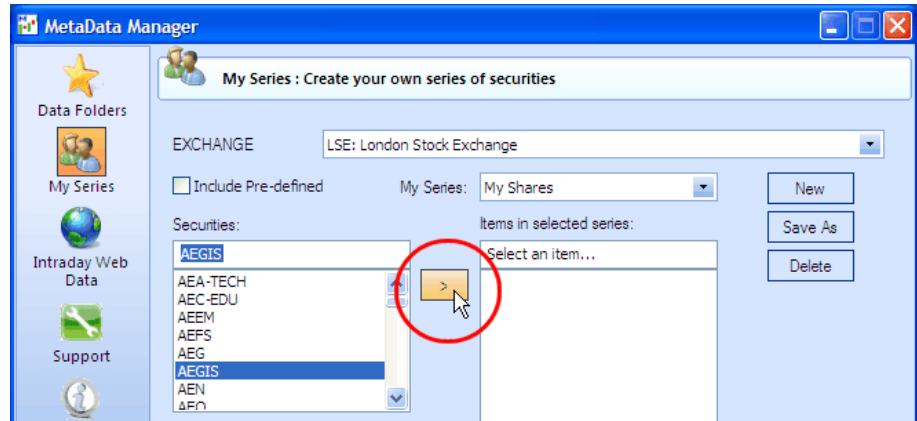 MetaData Manager
Data Folders
My Series
Intraday Web
Data
Support
My Series : Create your own series of securities
EXCHANGE
LSE: London Stock Exchange
Include Pre-defined
My Series:
My Shares
New
Securities:
Items in selected series:
Save As
AEGIS
Select an item...
Delete
>
AEA-TECH
AEC-EDU
AEEM
AEFS
AEG
AEGIS
AEN
AEO